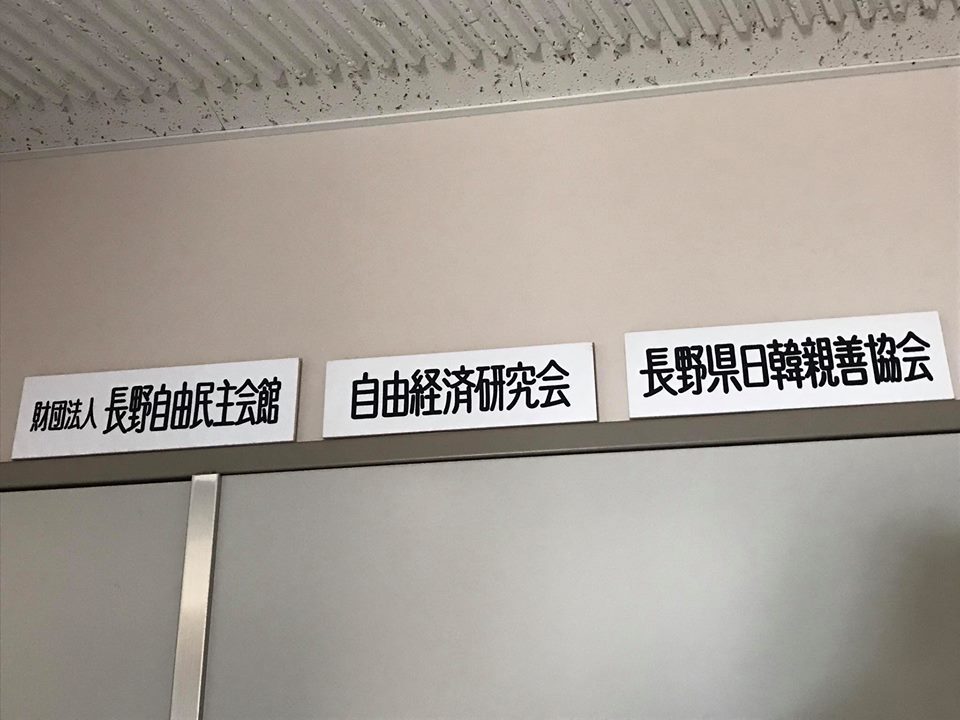 財団法人 長野自由民主会館
自由経済研究会
長野県日韓親善協会